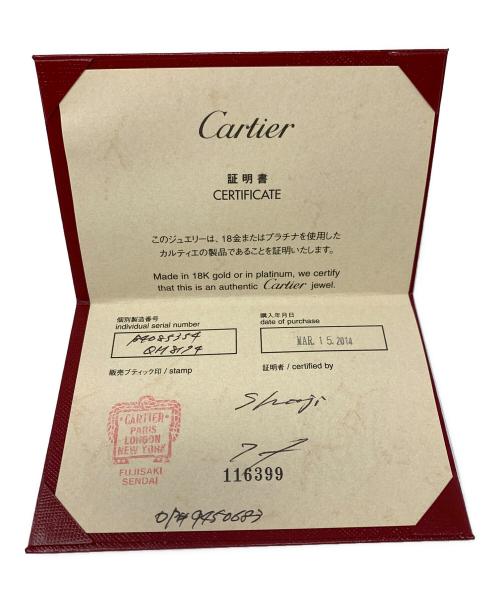 Cartier
証明書
CERTIFICATE
このジュエリーは、18金またはプラチナを使用した
カルティエの製品であることを証明いたします。
Made in 18K gold or in platinum, we certify
that this is an authentic Cartier jewel.
個別製造番号
individual serial number
購入年月日
date of purchase
MAR. 15. 2014
販売ブティック印 / stamp
証明者 / certified by
CARTIER
PARIS
LONDON
NEW YORK
FUJISAKI
SENDAI
Shoji
116399